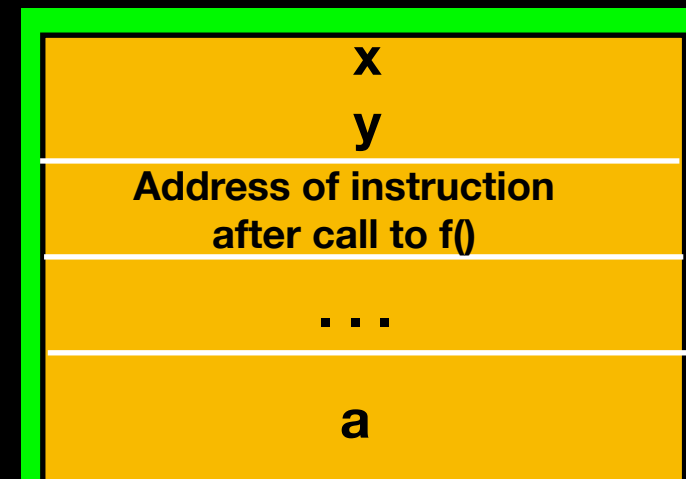 x
y
Address of instruction
after call to f()
. . .
a